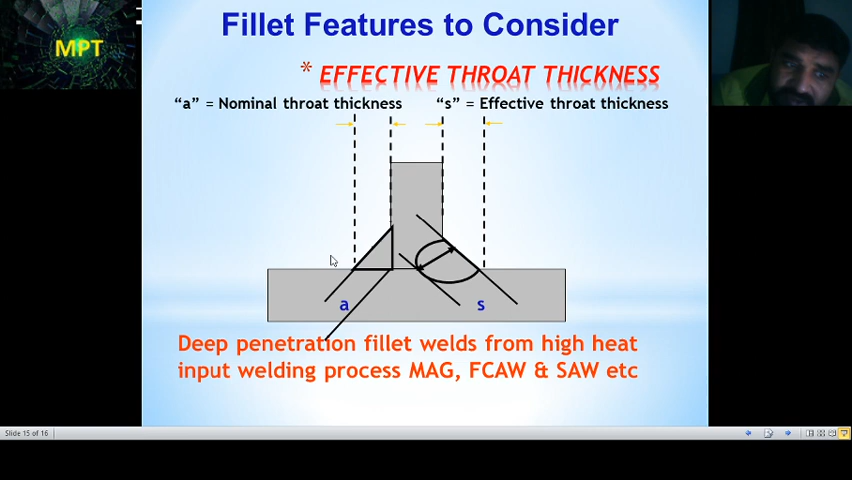 MPT
Fillet Features to Consider
* EFFECTIVE THROAT THICKNESS
“a” = Nominal throat thickness “s” = Effective throat thickness
a s
Deep penetration fillet welds from high heat
input welding process MAG, FCAW & SAW etc
Slide 15 of 16